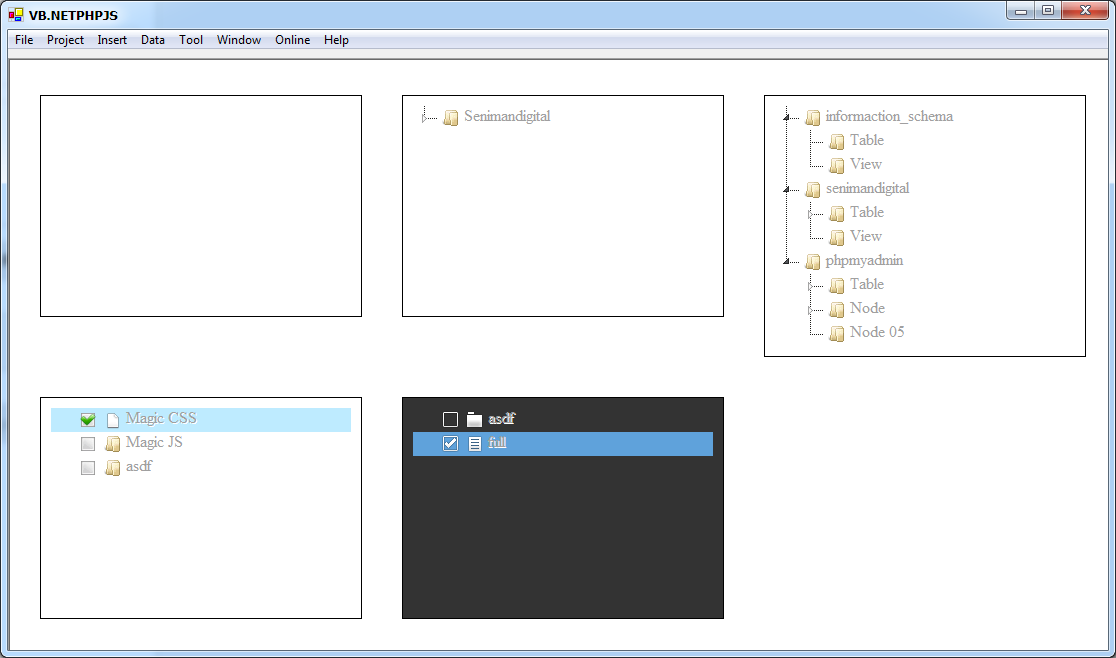 VB.NETPHPJS
File Project Insert Data Tool Window Online Help
Senimandigital
informaction_schema
Table
View
senimandigital
Table
View
phpmyadmin
Table
Node
Node 05
Magic CSS
Magic JS
asdf
asdf
full